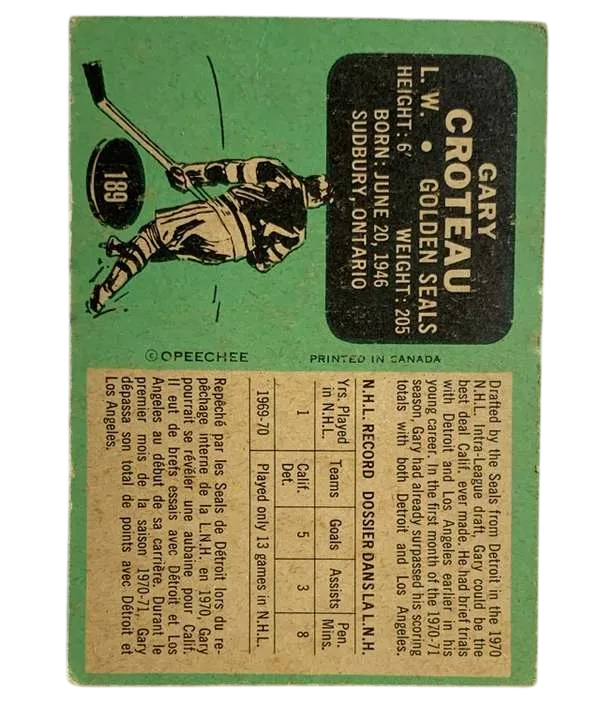 GARY
CROTEAU
L. W. • GOLDEN SEALS
HEIGHT: 6' WEIGHT: 205
BORN: JUNE 20, 1946
SUDBURY, ONTARIO
189
© OPEECHEE PRINTED IN CANADA
Drafted by the Seals from Detroit in the 1970
N.H.L. Intra-League draft, Gary could be the
best deal Calif. ever made. He had brief trials
with Detroit and Los Angeles earlier in his
young career. In the first month of the 1970-71
season, Gary had already surpassed his scoring
totals with both Detroit and Los Angeles.
N.H.L. RECORD DOSSIER DANS LA L.N.H.
Yrs. Played in N.H.L. Teams Goals Assists Pen. Mins.
1 Calif. Det. 5 3 8
1969-70 Played only 13 games in N.H.L.
Repêché par les Seals de Détroit lors du re-
pêchage interne de la L.N.H. en 1970, Gary
pourrait se révéler une aubaine pour Calif.
Il eut de brefs essais avec Détroit et Los
Angeles au début de sa carrière. Durant le
premier mois de la saison 1970-71, Gary
dépassa son total de points avec Détroit et
Los Angeles.